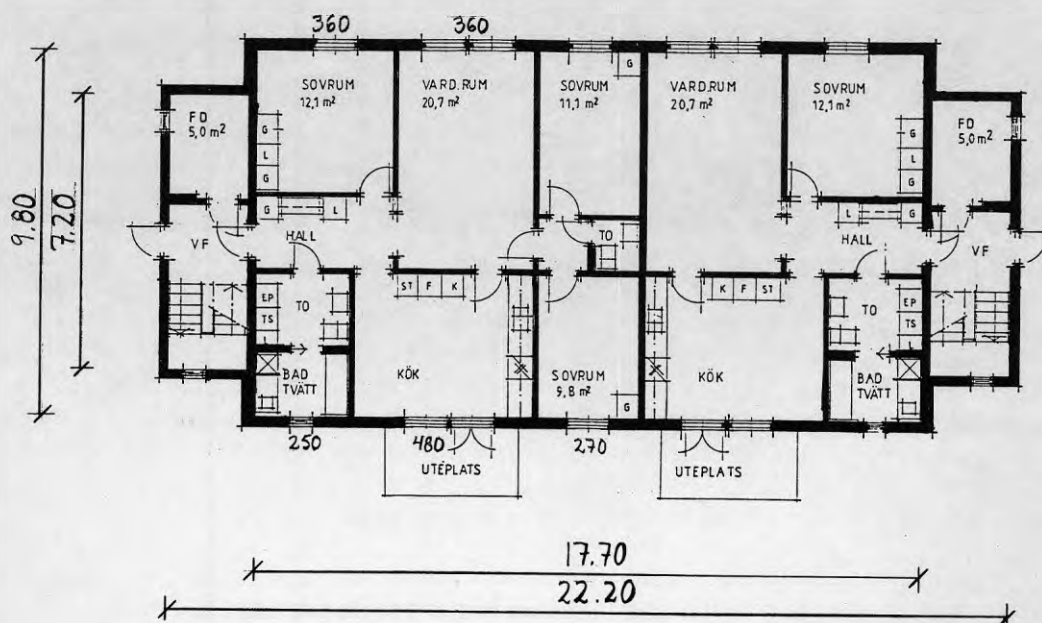 360
360
SOVRUM
12,1 m²
VARD.RUM
20,7 m²
SOVRUM
11,1 m²
G
VARD.RUM
20,7 m²
SOVRUM
12,1 m²
FD
5,0 m²
FD
5,0 m²
G
L
G
G
L
G
9.80
7.20
G
L
L
G
VF
HALL
TO
HALL
VF
ST
F
K
K
F
ST
EP
TS
TO
TO
EP
TS
L
BAD
TVÄTT
KÖK
SOVRUM
9,8 m²
G
KÖK
BAD
TVÄTT
250
480
270
UTEPLATS
UTEPLATS
17.70
22.20